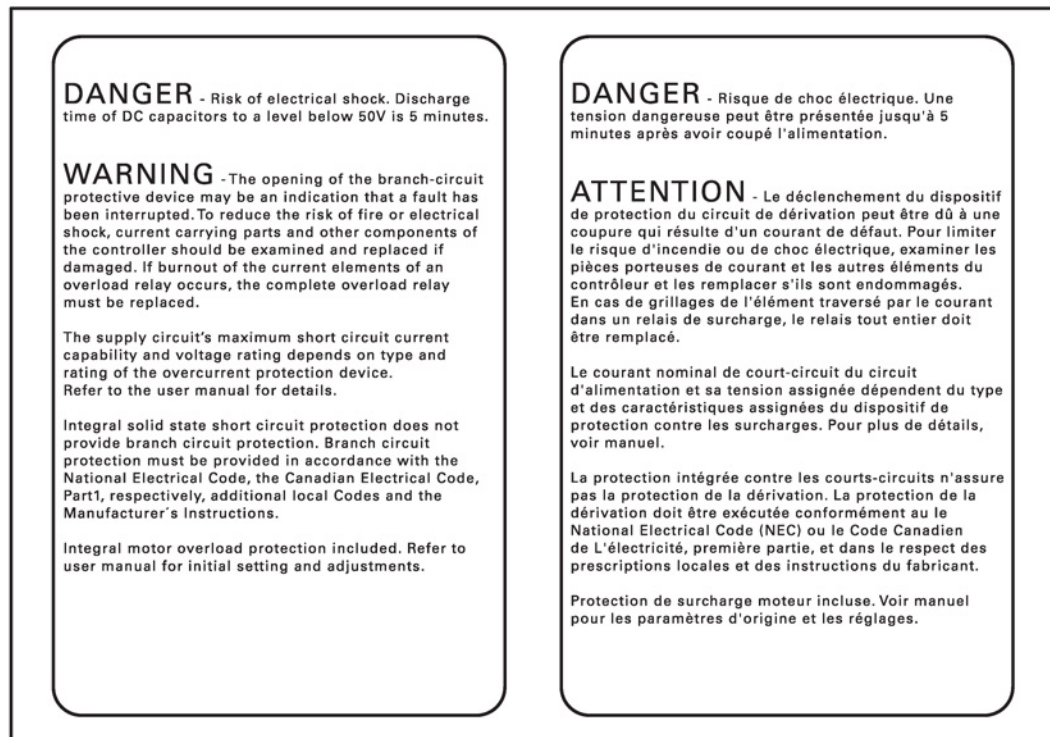 DANGER - Risk of electrical shock. Discharge
time of DC capacitors to a level below 50V is 5 minutes.
WARNING - The opening of the branch-circuit
protective device may be an indication that a fault has
been interrupted. To reduce the risk of fire or electrical
shock, current carrying parts and other components of
the controller should be examined and replaced if
damaged. If burnout of the current elements of an
overload relay occurs, the complete overload relay
must be replaced.
The supply circuit's maximum short circuit current
capability and voltage rating depends on type and
rating of the overcurrent protection device.
Refer to the user manual for details.
Integral solid state short circuit protection does not
provide branch circuit protection. Branch circuit
protection must be provided in accordance with the
National Electrical Code, the Canadian Electrical Code,
Part1, respectively, additional local Codes and the
Manufacturer´s Instructions.
Integral motor overload protection included. Refer to
user manual for initial setting and adjustments.
DANGER - Risque de choc électrique. Une
tension dangereuse peut être présentée jusqu'à 5
minutes après avoir coupé l'alimentation.
ATTENTION - Le déclenchement du dispositif
de protection du circuit de dérivation peut être dû à une
coupure qui résulte d'un courant de défaut. Pour limiter
le risque d'incendie ou de choc électrique, examiner les
pièces porteuses de courant et les autres éléments du
contrôleur et les remplacer s'ils sont endommagés.
En cas de grillages de l'élément traversé par le courant
dans un relais de surcharge, le relais tout entier doit
être remplacé.
Le courant nominal de court-circuit du circuit
d'alimentation et sa tension assignée dépendent du type
et des caractéristiques assignées du dispositif de
protection contre les surcharges. Pour plus de détails,
voir manuel.
La protection intégrée contre les courts-circuits n'assure
pas la protection de la dérivation. La protection de la
dérivation doit être exécutée conformément au le
National Electrical Code (NEC) ou le Code Canadien
de L'électricité, première partie, et dans le respect des
prescriptions locales et des instructions du fabricant.
Protection de surcharge moteur incluse. Voir manuel
pour les paramètres d'origine et les réglages.